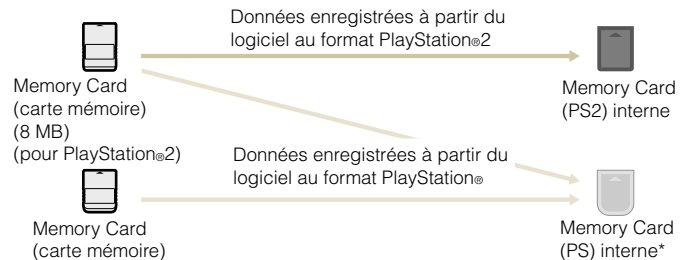 Données enregistrées à partir du
logiciel au format PlayStation®2
Memory Card
(carte mémoire)
(8 MB)
(pour PlayStation®2)
Memory Card
(PS2) interne
Données enregistrées à partir du
logiciel au format PlayStation®
Memory Card
(carte mémoire)
Memory Card
(PS) interne*